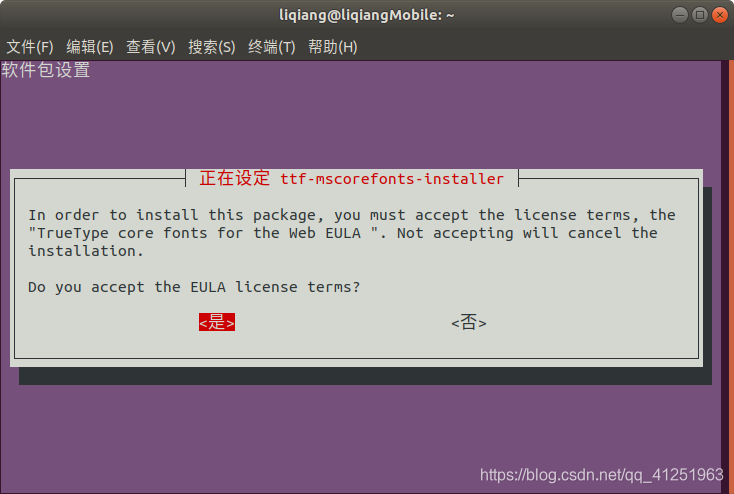 liqiang@liqiangMobile: ~
文件(F) 编辑(E) 查看(V) 搜索(S) 终端(T) 帮助(H)
软件包设置
正在设定 ttf-mscorefonts-installer
In order to install this package, you must accept the license terms, the
"TrueType core fonts for the Web EULA ". Not accepting will cancel the
installation.
Do you accept the EULA license terms?
<是> <否>
https://blog.csdn.net/qq_41251963